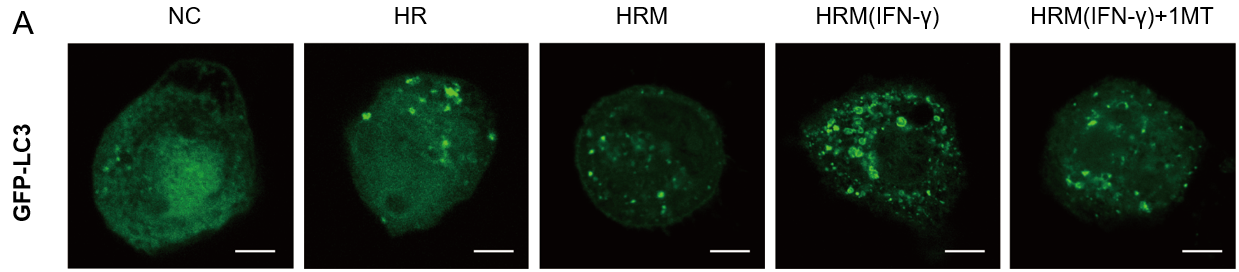 A
NC
HR
HRM
HRM(IFN-γ)
HRM(IFN-γ)+1MT
GFP-LC3